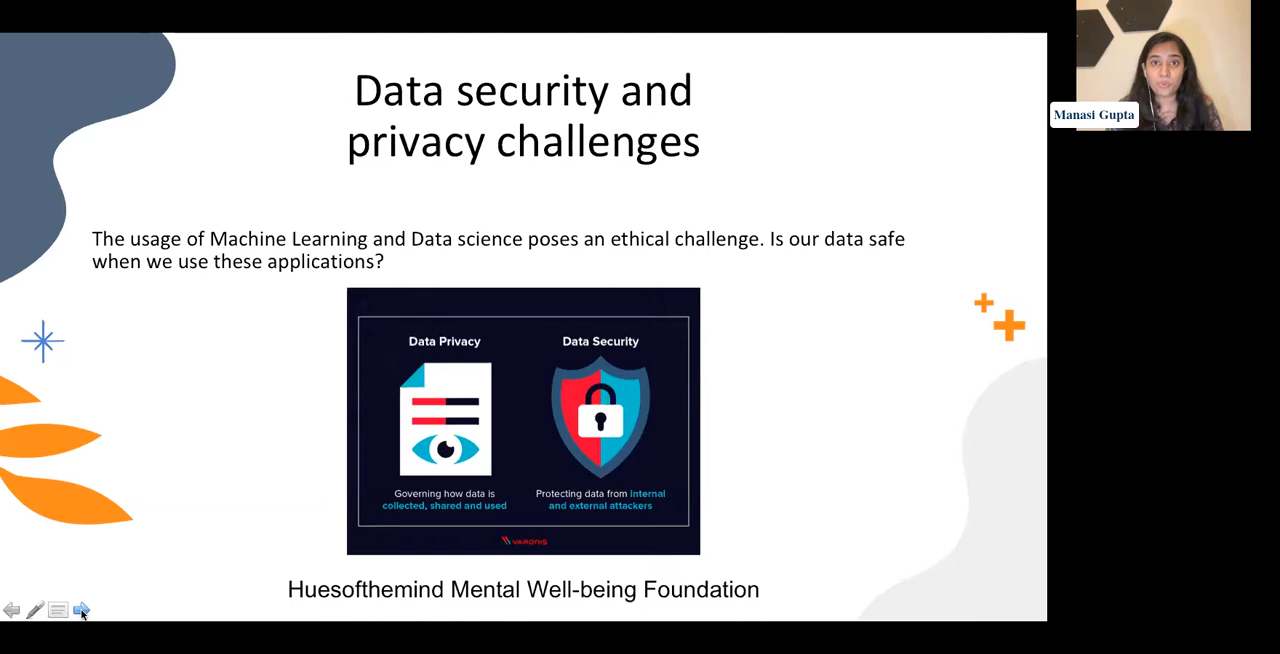 Data security and
privacy challenges
Manasi Gupta
The usage of Machine Learning and Data science poses an ethical challenge. Is our data safe
when we use these applications?
Data Privacy
Data Security
Governing how data is
collected, shared and used
Protecting data from internal
and external attackers
VARONIS
Huesofthemind Mental Well-being Foundation